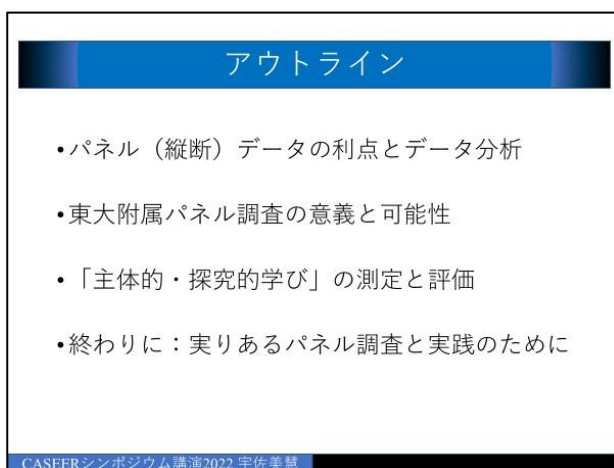 アウトライン
•パネル（縦断）データの利点とデータ分析
•東大附属パネル調査の意義と可能性
•「主体的・探究的学び」の測定と評価
•終わりに：実りあるパネル調査と実践のために
CASEERシンポジウム講演2022 宇佐美慧